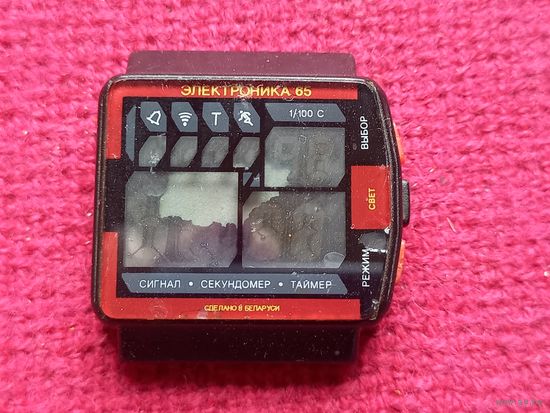 ЭЛЕКТРОНИКА 65
T
1/100 С
ВЫБОР
СВЕТ
РЕЖИМ
СИГНАЛ • СЕКУНДОМЕР • ТАЙМЕР
СДЕЛАНО В БЕЛАРУСИ